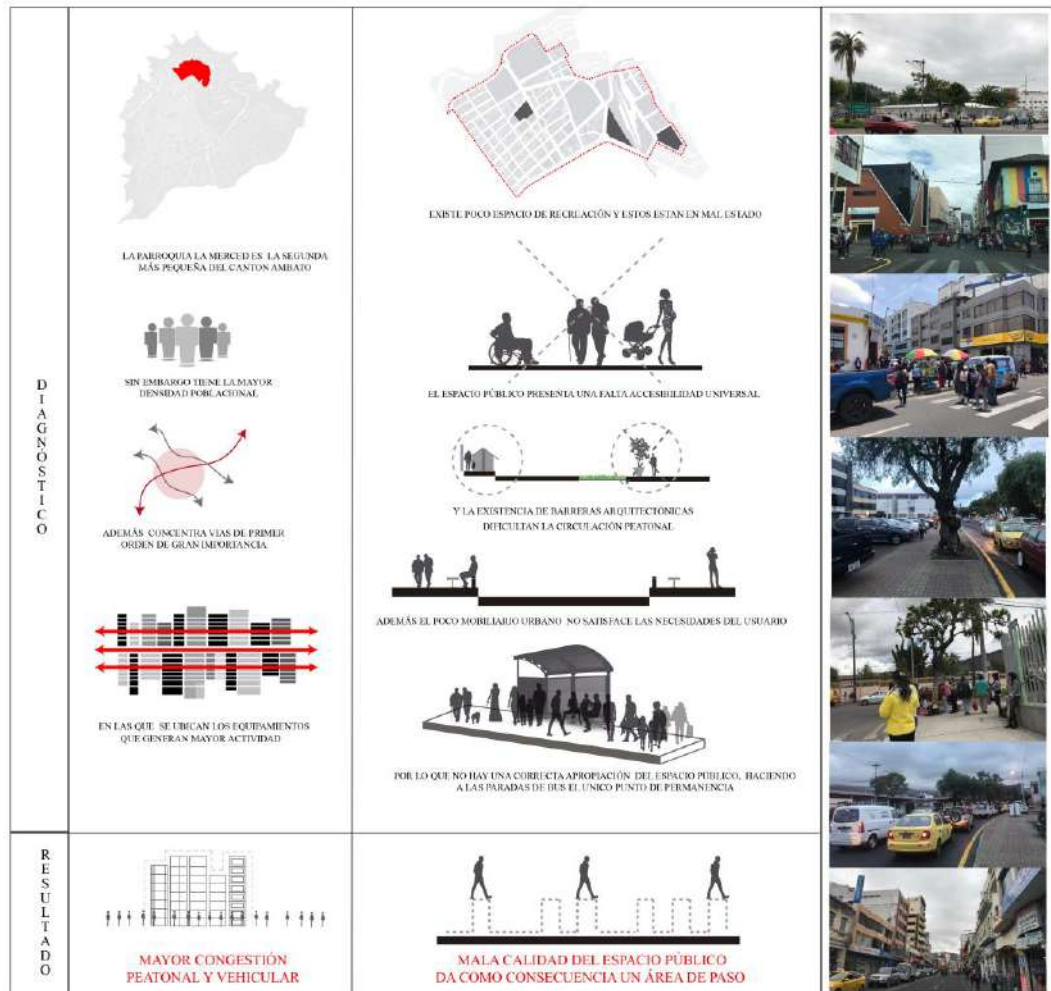 DIAGNÓSTICO
LA PARROQUIA LA MERCED ES LA SEGUNDA
MÁS PEQUEÑA DEL CANTON AMBATO
SIN EMBARGO TIENE LA MAYOR
DENSIDAD POBLACIONAL
ADEMÁS CONCENTRA VIAS DE PRIMER
ORDEN DE GRAN IMPORTANCIA
EN LAS QUE SE UBICAN LOS EQUIPAMIENTOS
QUE GENERAN MAYOR ACTIVIDAD
EXISTE POCO ESPACIO DE RECREACIÓN Y ESTOS ESTAN EN MAL ESTADO
EL ESPACIO PÚBLICO PRESENTA UNA FALTA ACCESIBILIDAD UNIVERSAL
Y LA EXISTENCIA DE BARRERAS ARQUITECTÓNICAS
DIFICULTAN LA CIRCULACIÓN PEATONAL
ADEMÁS EL POCO MOBILIARIO URBANO NO SATISFACE LAS NECESIDADES DEL USUARIO
POR LO QUE NO HAY UNA CORRECTA APROPIACIÓN DEL ESPACIO PÚBLICO, HACIENDO
A LAS PARADAS DE BUS EL UNICO PUNTO DE PERMANENCIA
RESULTADO
MAYOR CONGESTIÓN
PEATONAL Y VEHICULAR
MALA CALIDAD DEL ESPACIO PÚBLICO
DA COMO CONSECUENCIA UN ÁREA DE PASO